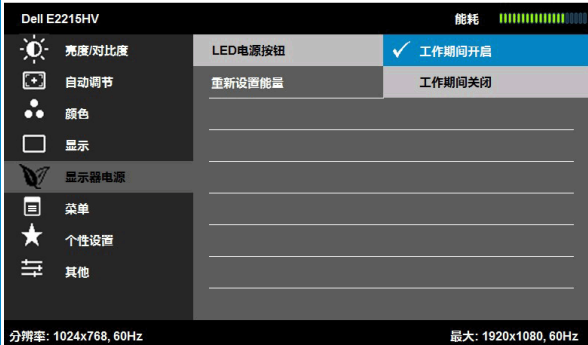 Dell E2215HV 能耗
亮度/对比度 LED电源按钮 工作期间开启
自动调节 重新设置能量 工作期间关闭
颜色
显示
显示器电源
菜单
个性设置
其他
分辨率: 1024x768, 60Hz 最大: 1920x1080, 60Hz